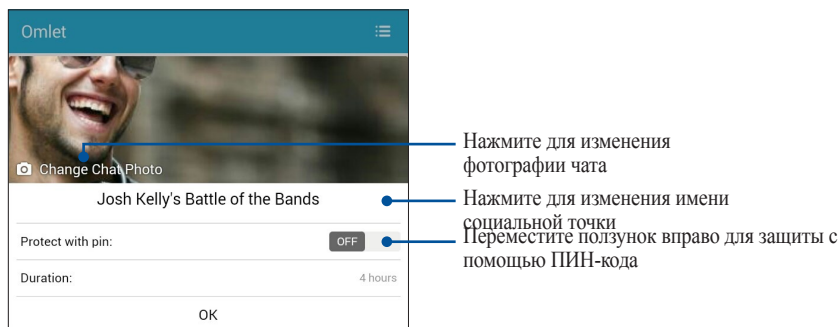 Omlet
Change Chat Photo
Josh Kelly's Battle of the Bands
Protect with pin:
OFF
Duration:
4 hours
OK
Нажмите для изменения
фотографии чата
Нажмите для изменения имени
социальной точки
Переместите ползунок вправо для защиты с
помощью ПИН-кода